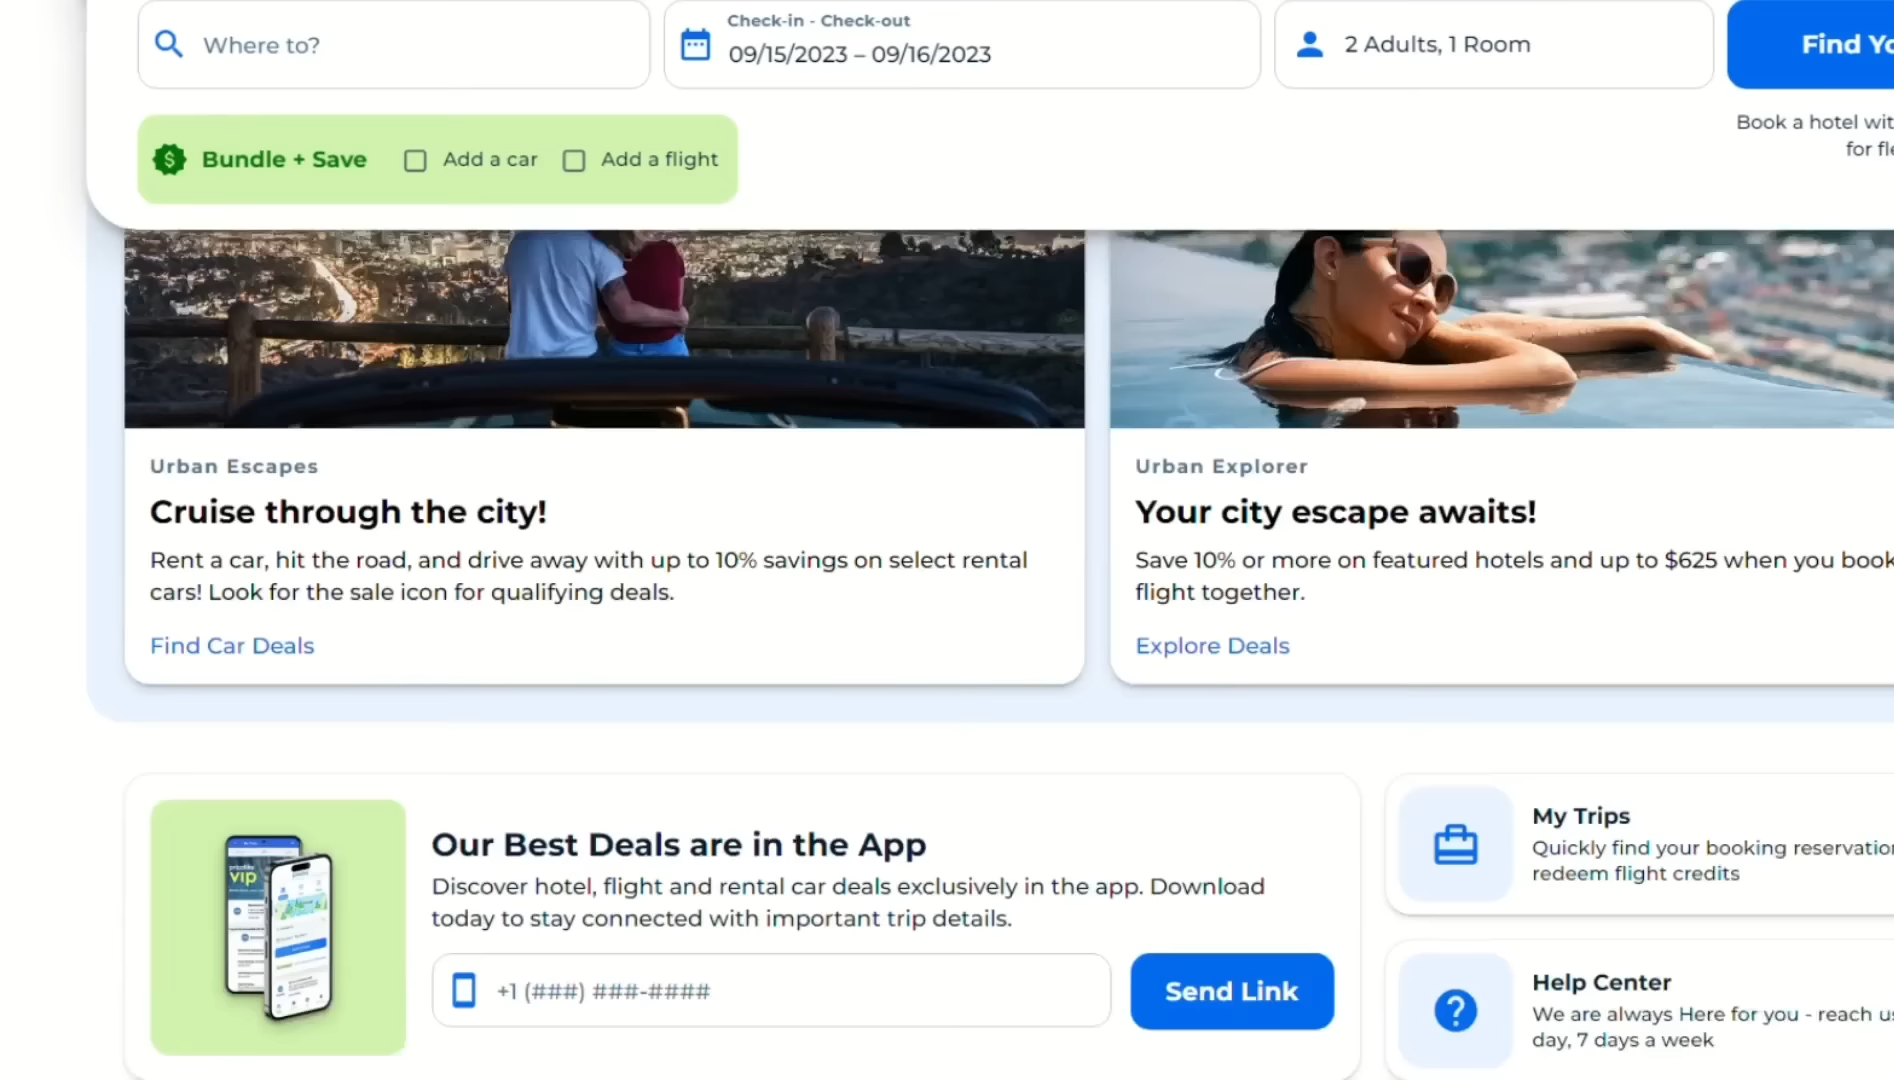 Where to?
Check-in - Check-out
09/15/2023 – 09/16/2023
2 Adults, 1 Room
Find
Book a hotel
for
Bundle + Save
Add a car
Add a flight
Urban Escapes
Cruise through the city!
Rent a car, hit the road, and drive away with up to 10% savings on select rental
cars! Look for the sale icon for qualifying deals.
Find Car Deals
Urban Explorer
Your city escape awaits!
Save 10% or more on featured hotels and up to $625 when you book
flight together.
Explore Deals
vip
Our Best Deals are in the App
Discover hotel, flight and rental car deals exclusively in the app. Download
today to stay connected with important trip details.
+1 (###) ###-####
Send Link
My Trips
Quickly find your booking
redeem flight credits
Help Center
We are always Here for you - reach
day, 7 days a week